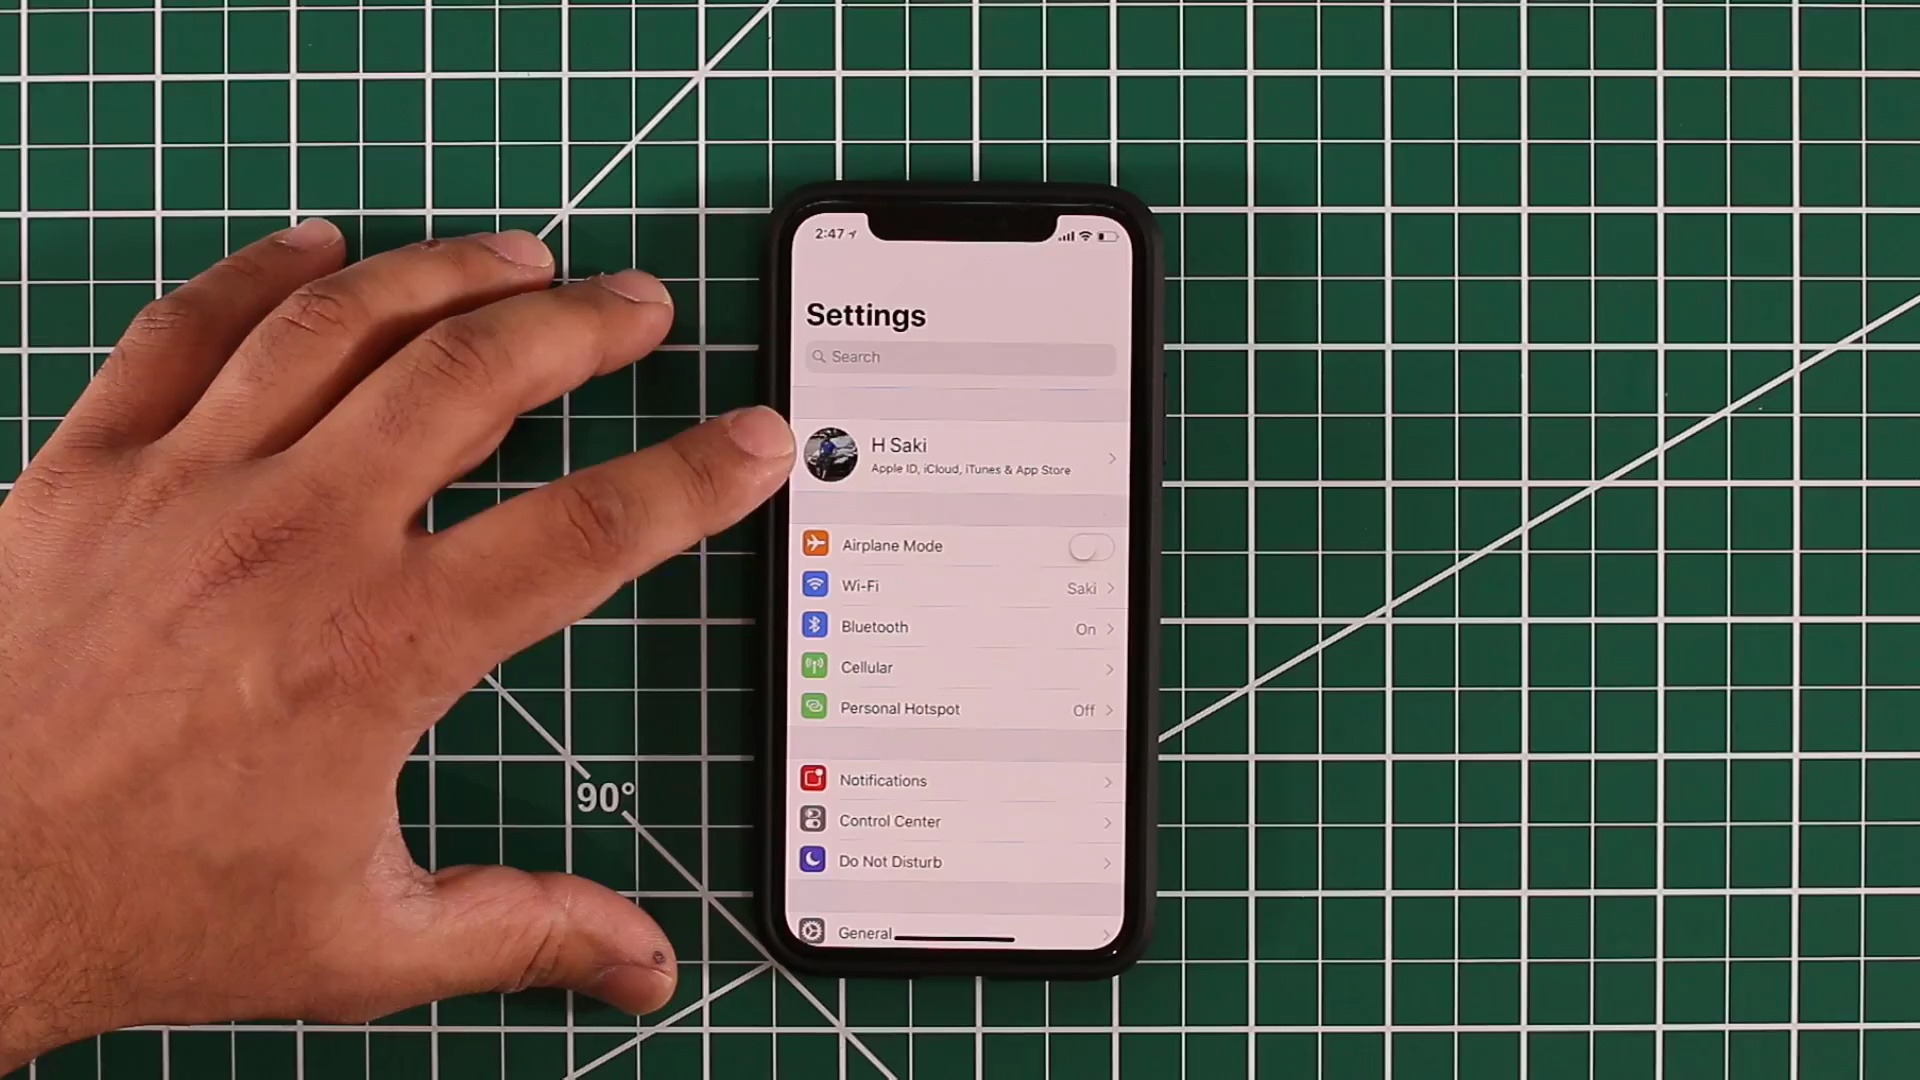 2:47
Settings
Search
H Saki
Apple ID, iCloud, iTunes & App Store
Airplane Mode
Wi-Fi Saki
Bluetooth On
Cellular
Personal Hotspot Off
Notifications
Control Center
Do Not Disturb
General
90°